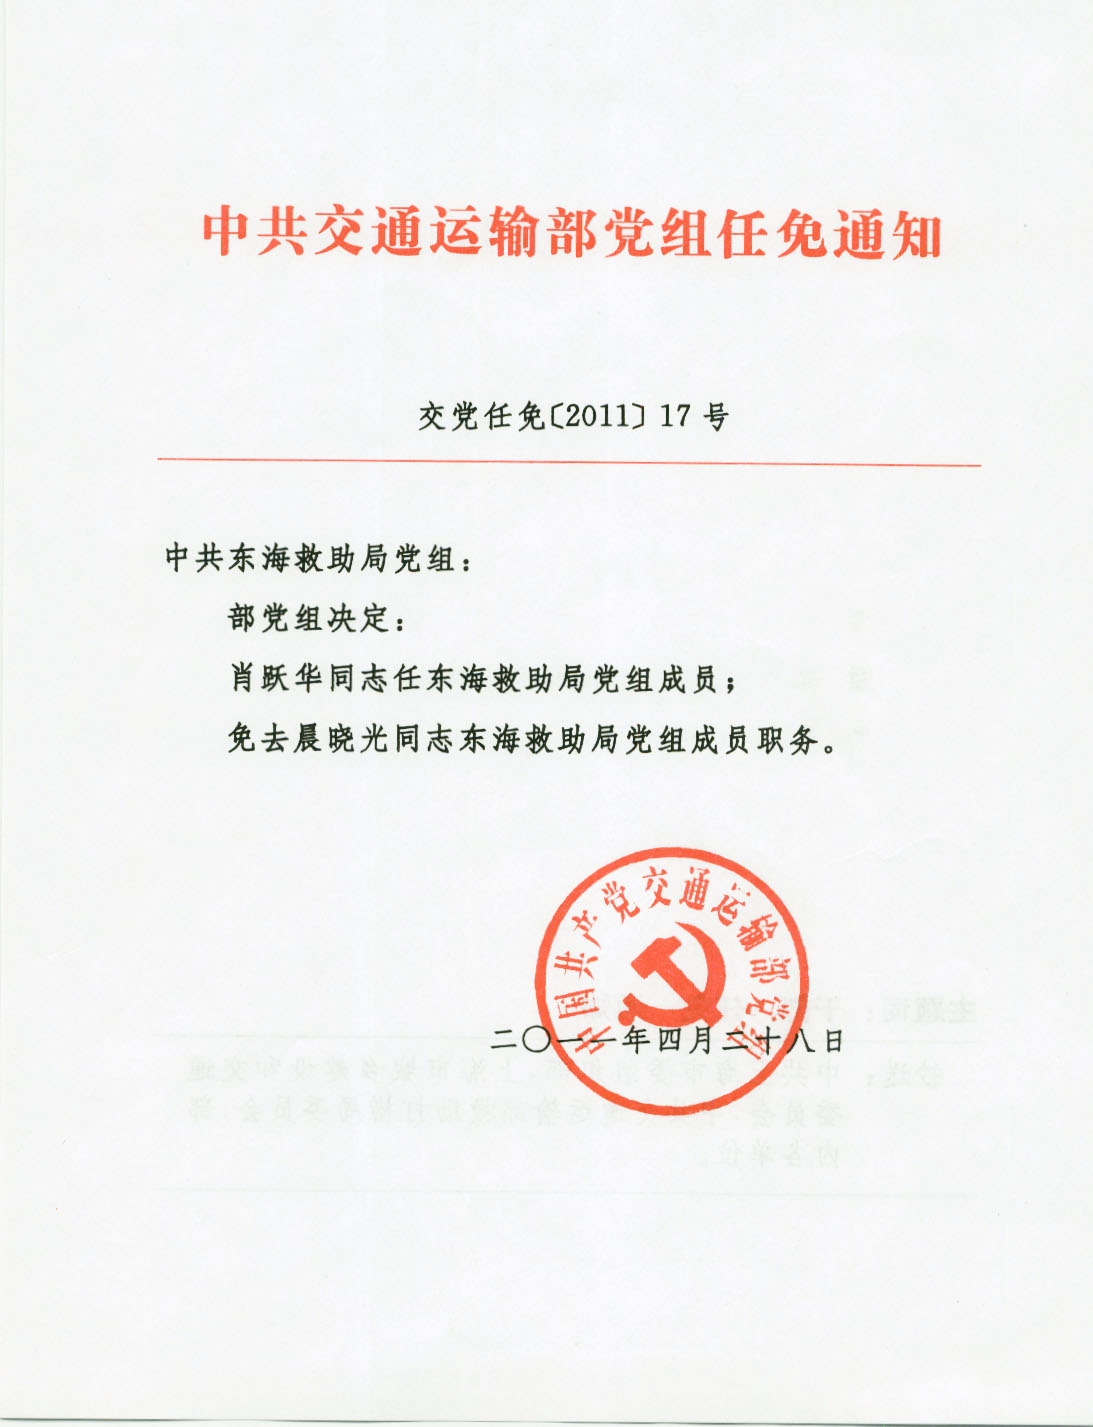 中共交通运输部党组任免通知
交党任免〔2011〕17号
中共东海救助局党组：
部党组决定：
肖跃华同志任东海救助局党组成员；
免去晨晓光同志东海救助局党组成员职务。
中国共产党交通运输部党组
二〇一一年四月二十八日